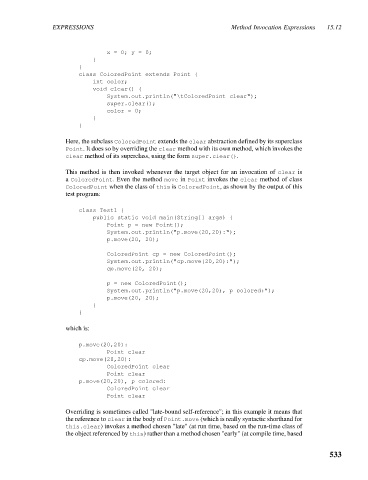 EXPRESSIONS Method Invocation Expressions 15.12
x = 0; y = 0;
}
}
class ColoredPoint extends Point {
int color;
void clear() {
System.out.println("\tColoredPoint clear");
super.clear();
color = 0;
}
}
Here, the subclass ColoredPoint extends the clear abstraction defined by its superclass
Point. It does so by overriding the clear method with its own method, which invokes the
clear method of its superclass, using the form super.clear().
This method is then invoked whenever the target object for an invocation of clear is
a ColoredPoint. Even the method move in Point invokes the clear method of class
ColoredPoint when the class of this is ColoredPoint, as shown by the output of this
test program:
class Test1 {
public static void main(String[] args) {
Point p = new Point();
System.out.println("p.move(20,20):");
p.move(20, 20);
ColoredPoint cp = new ColoredPoint();
System.out.println("cp.move(20,20):");
cp.move(20, 20);
p = new ColoredPoint();
System.out.println("p.move(20,20), p colored:");
p.move(20, 20);
}
}
which is:
p.move(20,20):
Point clear
cp.move(20,20):
ColoredPoint clear
Point clear
p.move(20,20), p colored:
ColoredPoint clear
Point clear
Overriding is sometimes called "late-bound self-reference"; in this example it means that
the reference to clear in the body of Point.move (which is really syntactic shorthand for
this.clear) invokes a method chosen "late" (at run time, based on the run-time class of
the object referenced by this) rather than a method chosen "early" (at compile time, based
533